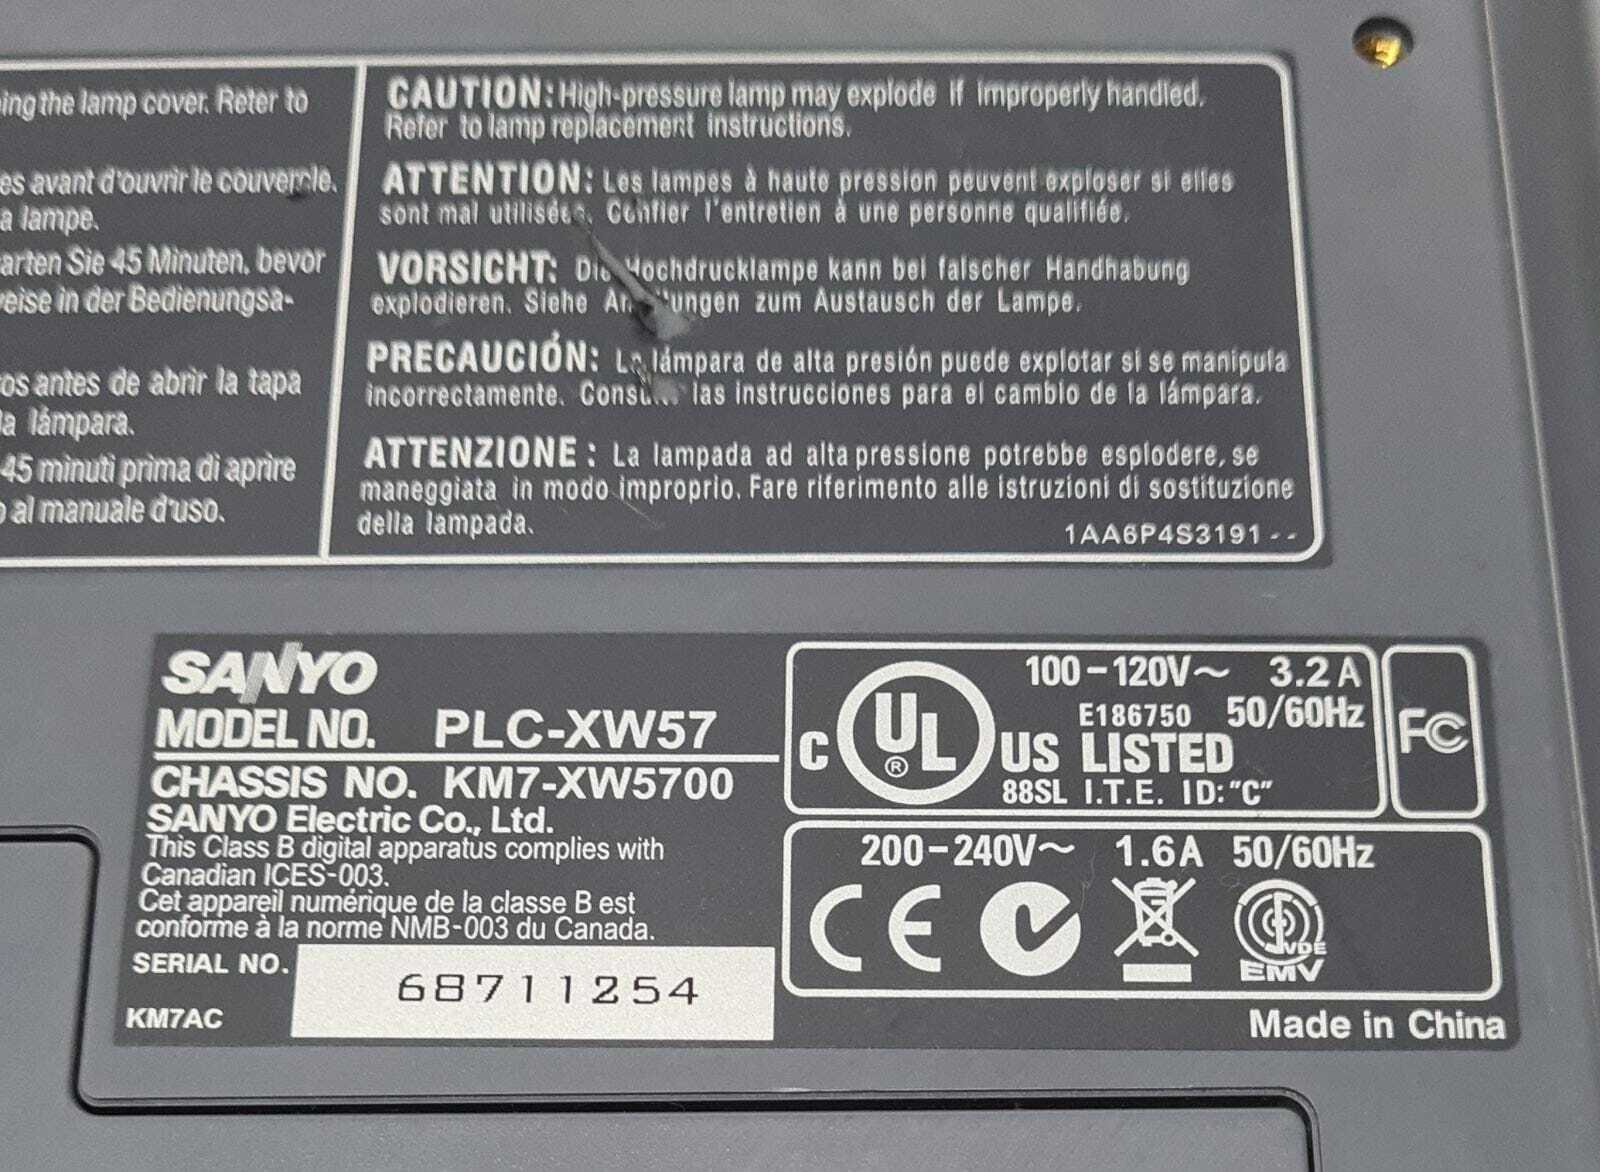 ing the lamp cover. Reter to
es avant d'ouvrir le couvercle.
a lampe.
arten Sie 45 Minuten, bevor
eise in der Bedienungsa-
os antes de abrir la tapa
la lámpara.
45 minuti prima di aprire
o al manuale d'uso.
CAUTION: High-pressure lamp may explode if improperly handled.
Refer to lamp replacement instructions.
ATTENTION: Les lampes à haute pression peuvent exploser si elles
sont mal utilisées. Confier l'entretien à une personne qualifiée.
VORSICHT: Die Hochdrucklampe kann bei falscher Handhabung
explodieren. Siehe zum Austausch der Lampe.
PRECAUCIÓN: La lámpara de alta presión puede explotar si se manipula
incorrectamente. las instrucciones para el cambio de la lámpara.
ATTENZIONE: La lampada ad alta pressione potrebbe esplodere, se
maneggiata in modo improprio. Fare riferimento alle istruzioni di sostituzione
della lampada.
1AA6P4S3191--
SANYO
MODEL NO. PLC-XW57
CHASSIS NO. KM7-XW5700
SANYO Electric Co., Ltd.
This Class B digital apparatus complies with
Canadian ICES-003.
Cet appareil numérique de la classe B est
conforme à la norme NMB-003 du Canada.
SERIAL NO. 68711254
KM7AC
100-120V~ 3.2A
E186750 50/60Hz
C UL® US LISTED
88SL I.T.E. ID:"C"
FC
200-240V~ 1.6A 50/60Hz
CE
VDE
EMV
Made in China